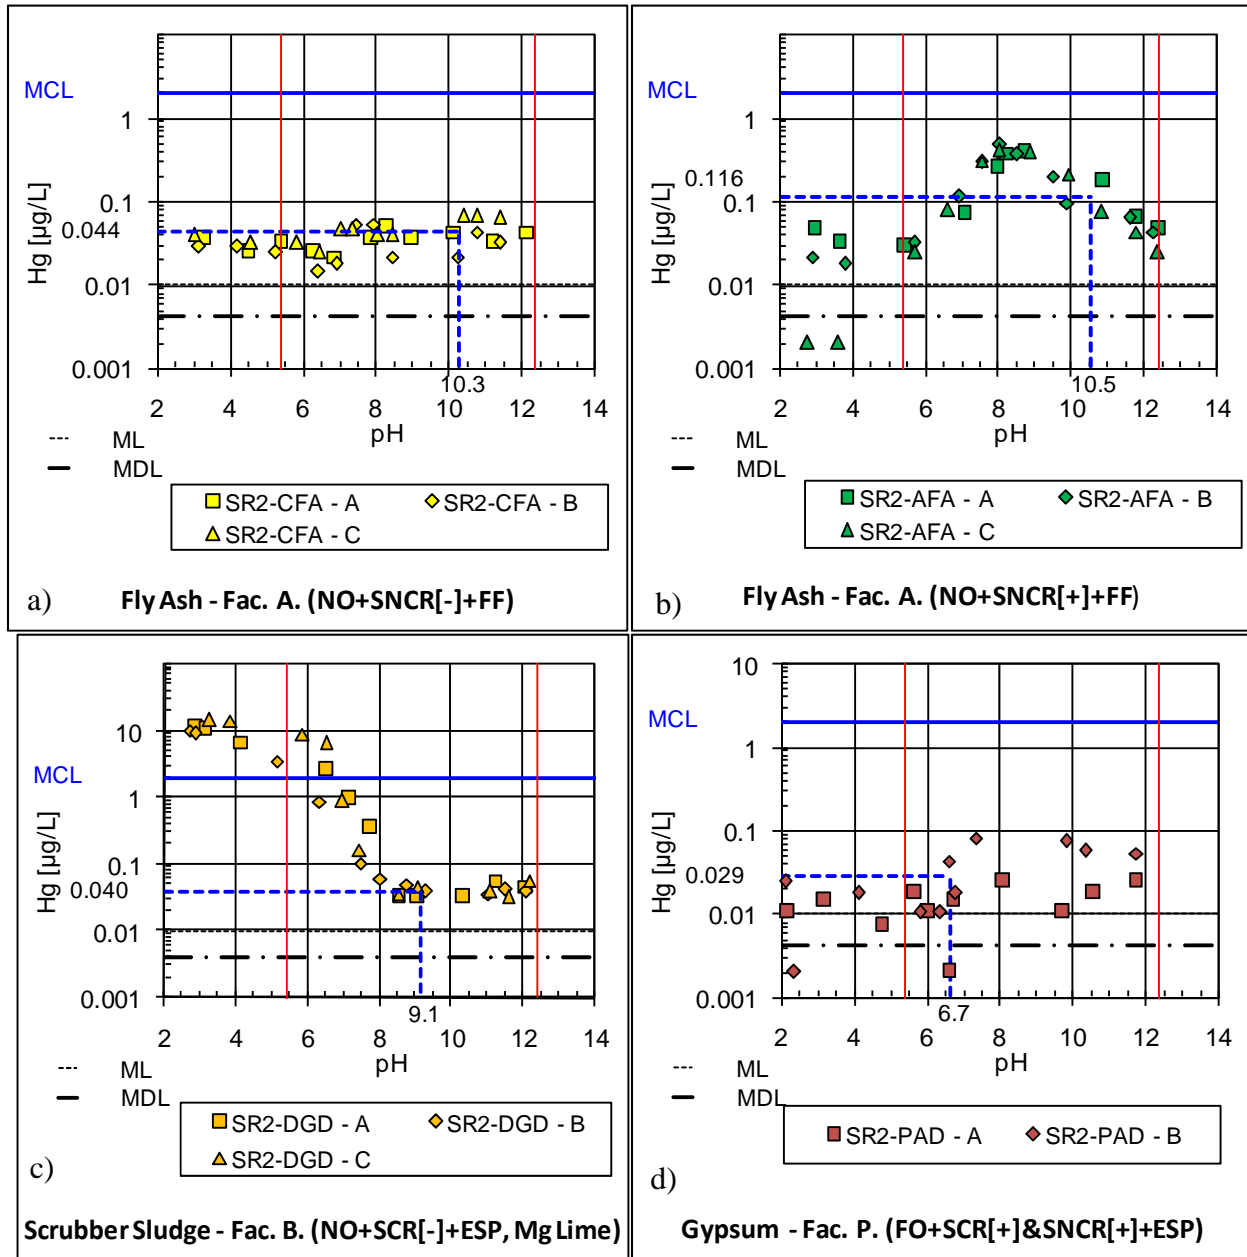 MCL
1
0.1
0.044
0.01
0.001
Hg [µg/L]
10.3
2 4 6 8 10 12 14
pH
ML
MDL
SR2-CFA - A SR2-CFA - B
SR2-CFA - C
a) Fly Ash - Fac. A. (NO+SNCR[-]+FF)
MCL
1
0.116
0.1
0.01
0.001
Hg [µg/L]
10.5
2 4 6 8 10 12 14
pH
ML
MDL
SR2-AFA - A SR2-AFA - B
SR2-AFA - C
b) Fly Ash - Fac. A. (NO+SNCR[+]+FF)
10
MCL
1
0.1
0.040
0.01
0.001
Hg [µg/L]
9.1
2 4 6 8 10 12 14
pH
ML
MDL
SR2-DGD - A SR2-DGD - B
SR2-DGD - C
c)
Scrubber Sludge - Fac. B. (NO+SCR[-]+ESP, Mg Lime)
10
MCL
1
0.1
0.029
0.01
0.001
Hg [µg/L]
6.7
2 4 6 8 10 12 14
pH
ML
MDL
SR2-PAD - A SR2-PAD - B
d)
Gypsum - Fac. P. (FO+SCR[+]&SNCR[+]+ESP)